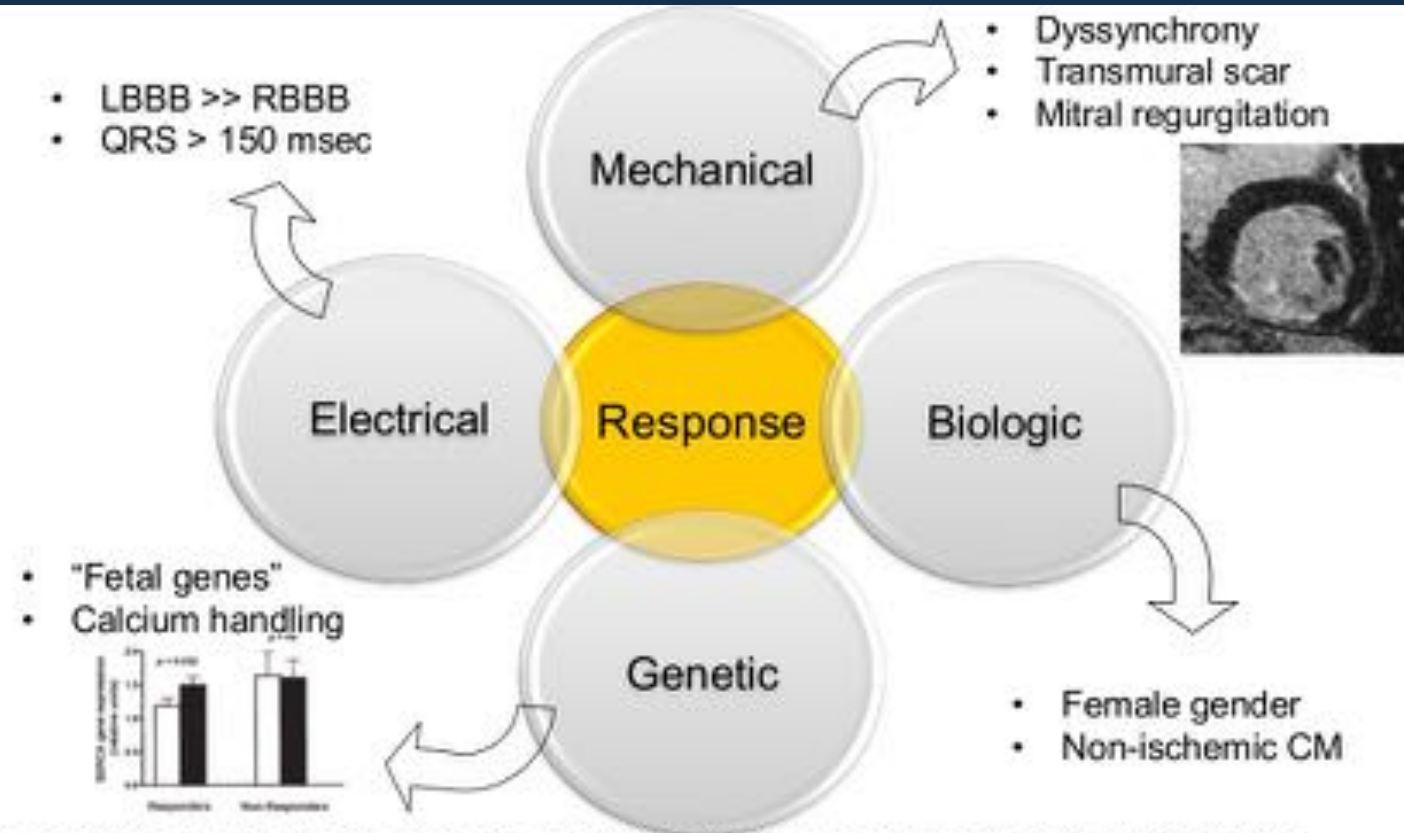 • Dyssynchrony
• Transmural scar
• Mitral regurgitation
• LBBB >> RBBB
• QRS > 150 msec
Mechanical
Electrical
Response
Biologic
• "Fetal genes"
• Calcium handling
Genetic
• Female gender
• Non-ischemic CM
Responders
Non-Responders